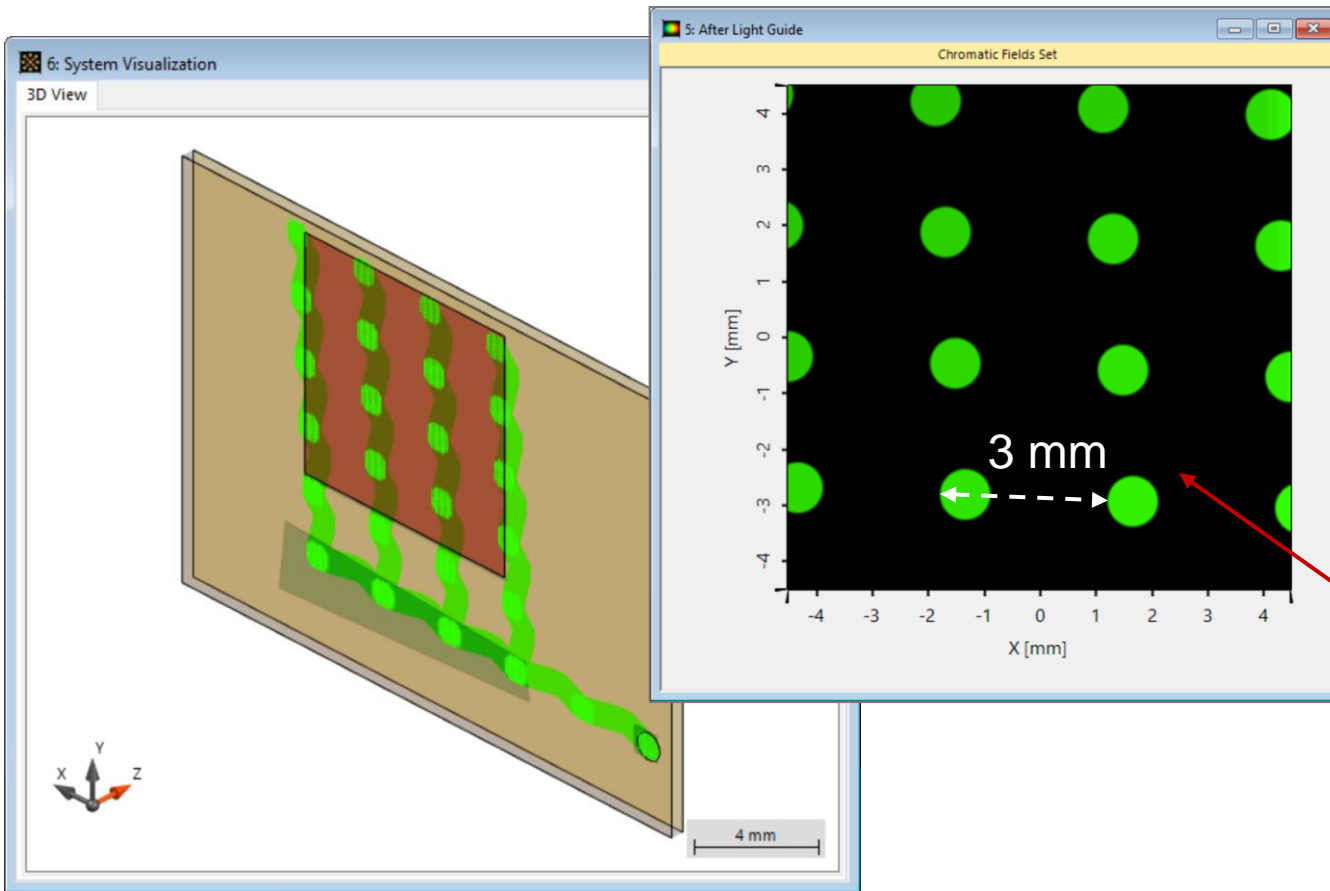 6: System Visualization
3D View
X
Y
Z
4 mm
5: After Light Guide
Chromatic Fields Set
Y [mm]
4
3
2
1
0
-1
-2
-3
-4
3 mm
-4 -3 -2 -1 0 1 2 3 4
X [mm]